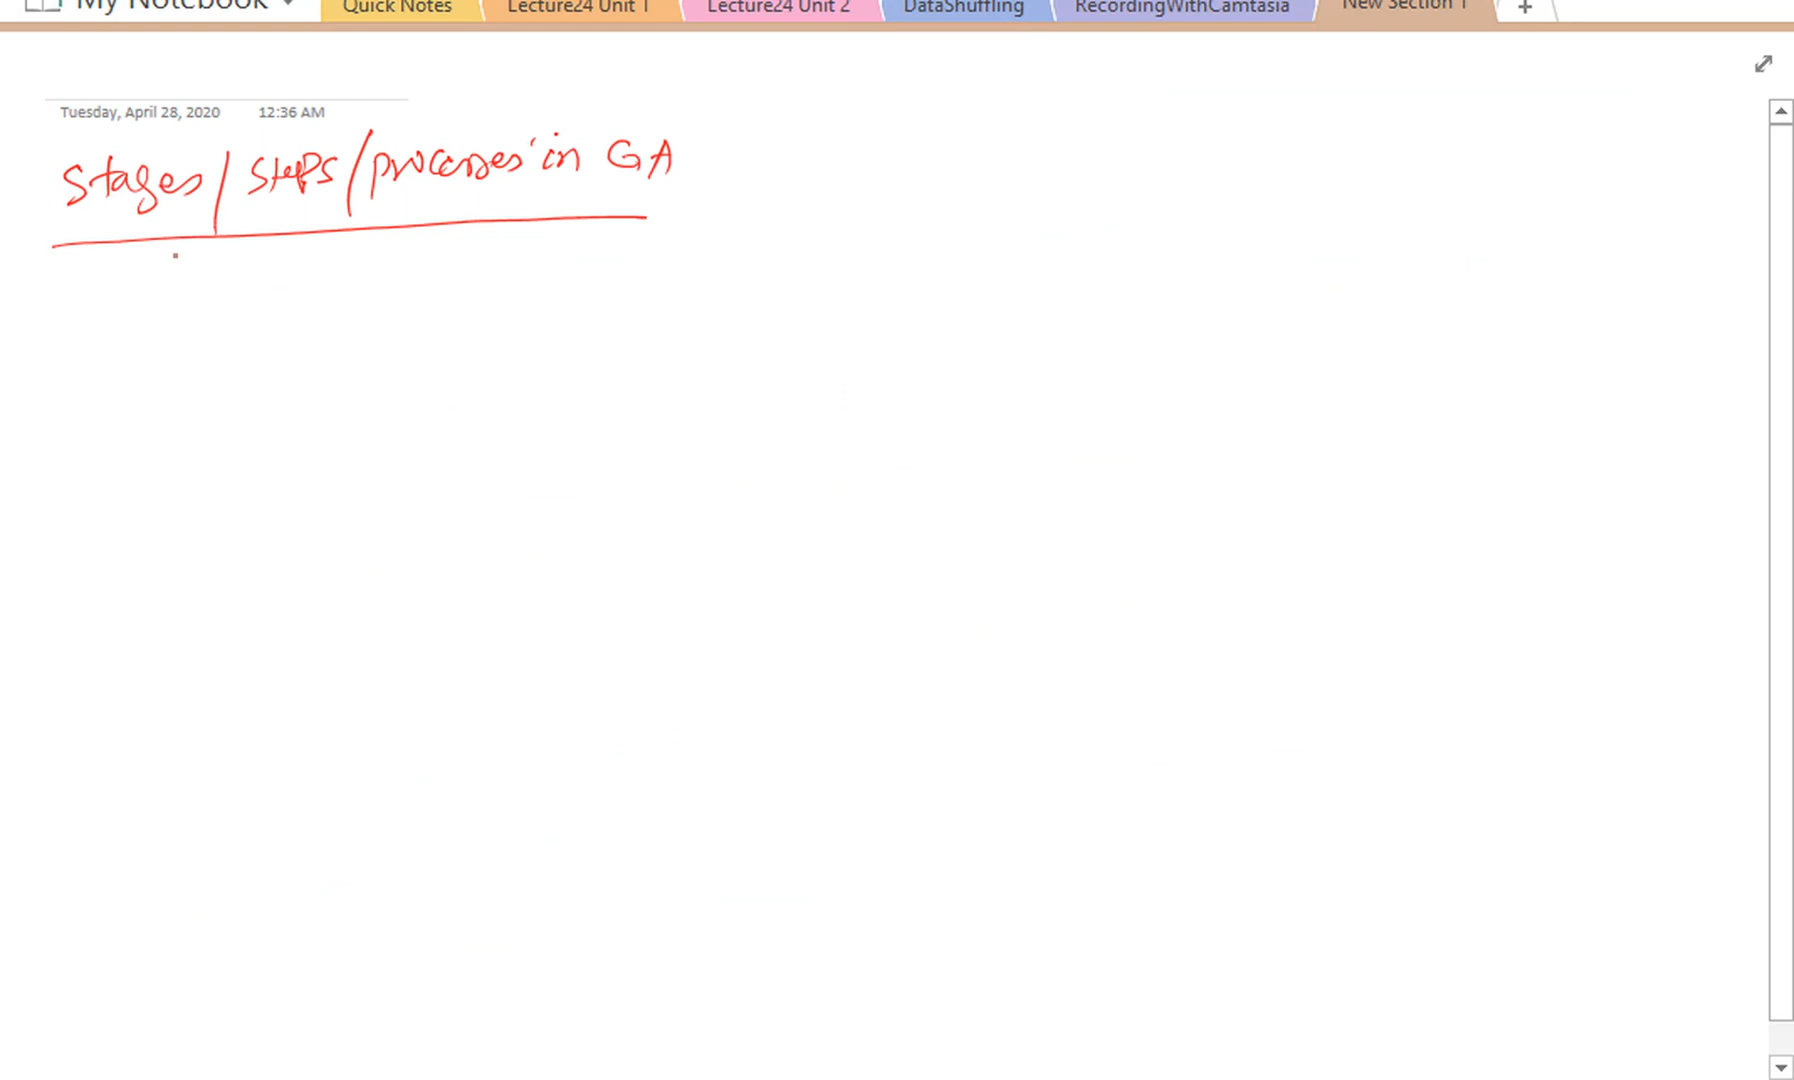 My Notebook Quick Notes Lecture24 Unit 1 Lecture24 Unit 2 DataShuffling RecordingWithCamtasia New Section 1 +
Tuesday, April 28, 2020 12:36 AM
Stages/Steps/processes in GA